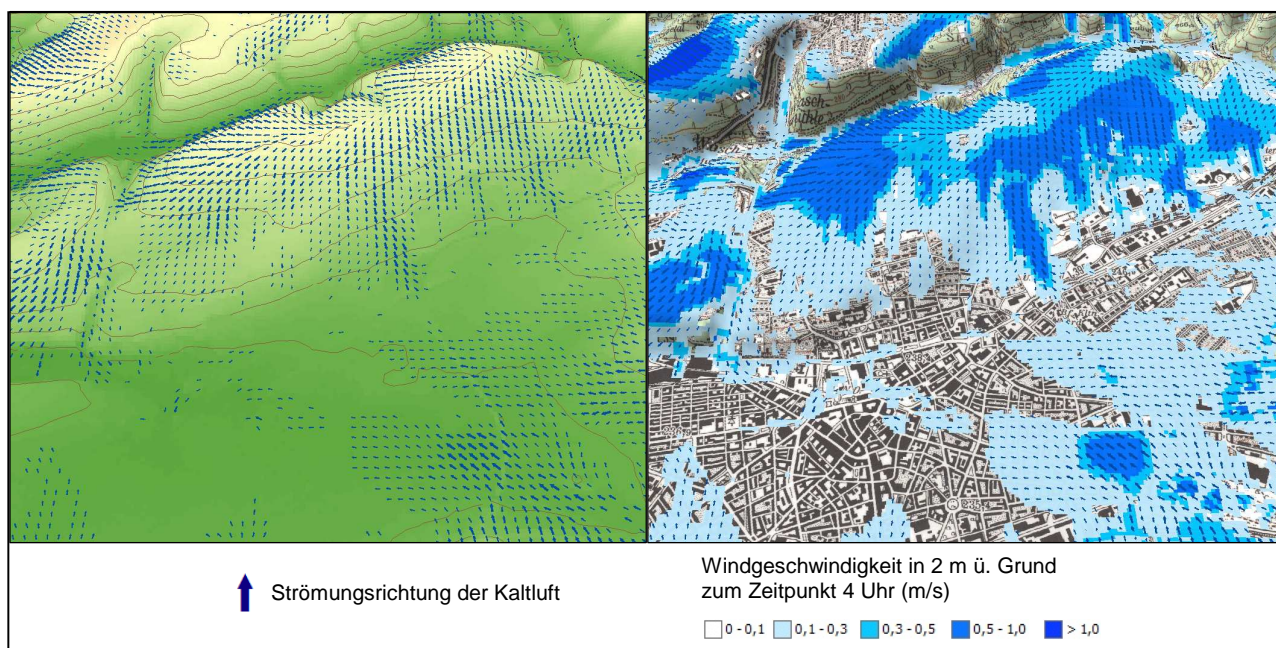 Strömungsrichtung der Kaltluft
Windgeschwindigkeit in 2 m ü. Grund
zum Zeitpunkt 4 Uhr (m/s)
0 - 0,1 0,1 - 0,3 0,3 - 0,5 0,5 - 1,0 > 1,0